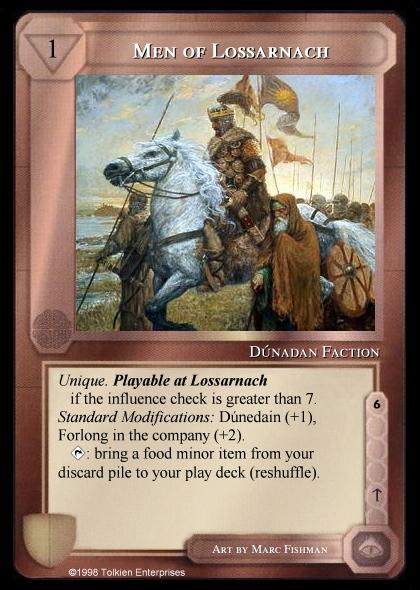 1
MEN OF LOSSARNACH
DÚNADAN FACTION
Unique. Playable at Lossarnach
if the influence check is greater than 7.
Standard Modifications: Dúnedain (+1),
Forlong in the company (+2).
: bring a food minor item from your
discard pile to your play deck (reshuffle).
6
ART BY MARC FISHMAN
©1998 Tolkien Enterprises